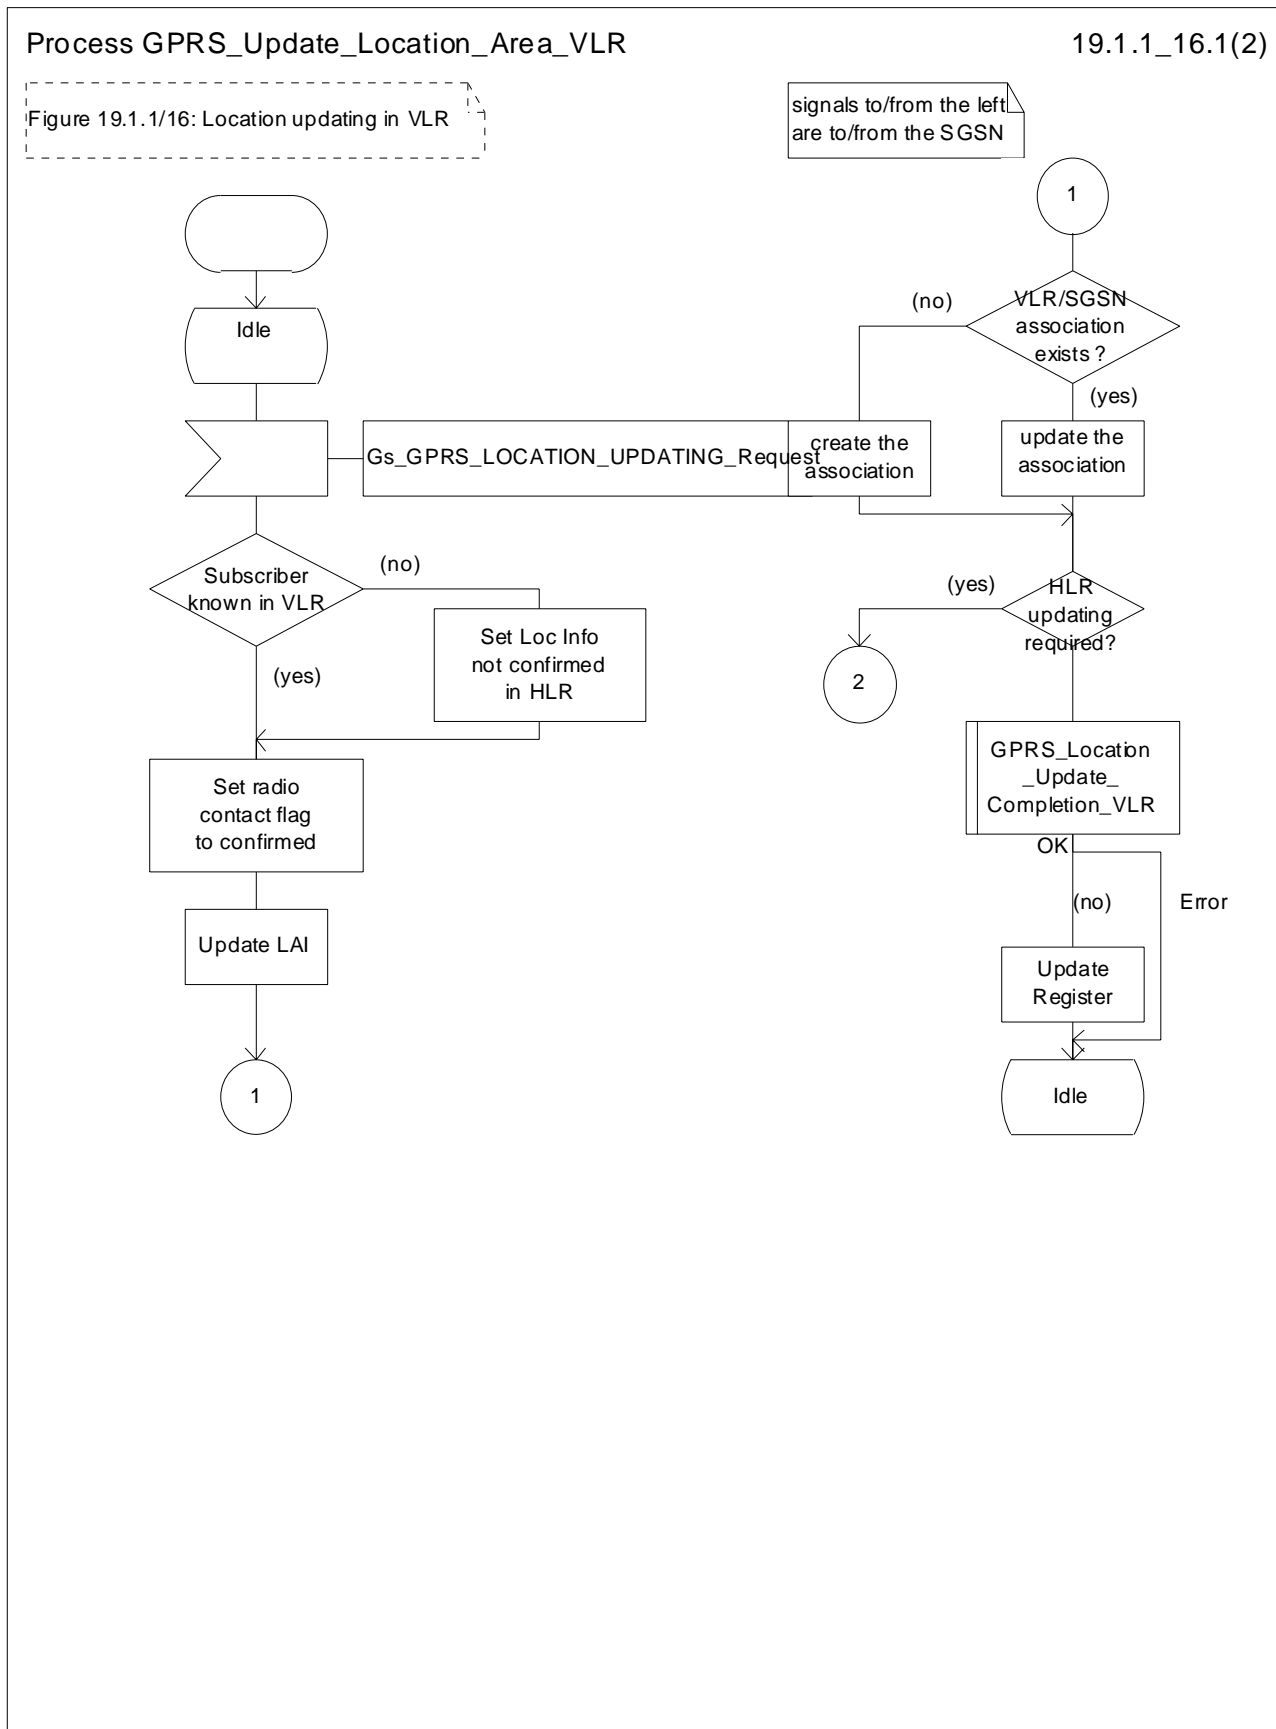 Process GPRS_Update_Location_Area_VLR
19.1.1_16.1(2)
Figure 19.1.1/16: Location updating in VLR
signals to/from the left
are to/from the SGSN
Idle
Gs_GPRS_LOCATION_UPDATING_Request
Subscriber
known in VLR
(no)
Set Loc Info
not confirmed
in HLR
(yes)
Set radio
contact flag
to confirmed
Update LAI
1
1
VLR/SGSN
association
exists ?
(no)
(yes)
create the
association
update the
association
HLR
updating
required?
(yes)
2
GPRS_Location
_Update_
Completion_VLR
OK
(no)
Error
Update
Register
Idle